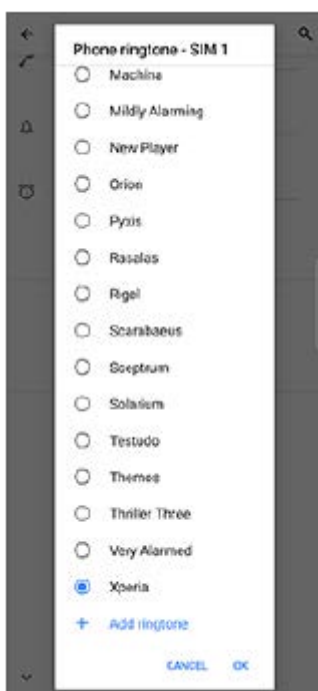 Phone ringtone - SIM 1
Machina
Mildly Alarming
New Player
Orion
Pyxis
Rasalas
Rigel
Scarabaeus
Sceptrum
Solarium
Testudo
Themos
Thriller Three
Very Alarmed
Xperia
+ Add ringtone
CANCEL OK